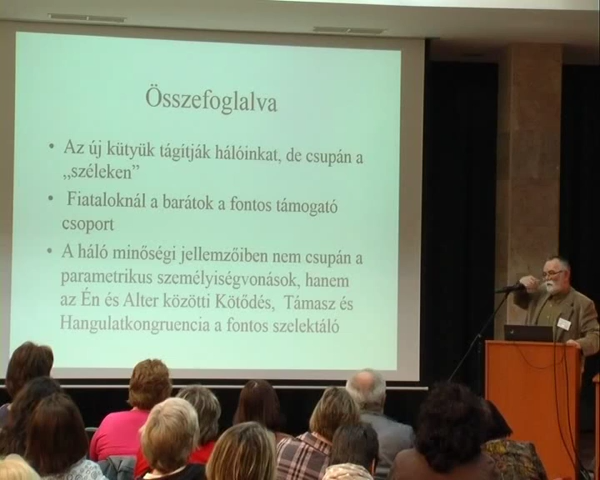 Összefoglalva
• Az új kütyük tágítják hálóinkat, de csupán a
„széleken”
• Fiataloknál a barátok a fontos támogató
csoport
• A háló minőségi jellemzőiben nem csupán a
parametrikus személyiségvonások, hanem
az Én és Alter közötti Kötődés, Támasz és
Hangulatkongruencia a fontos szelektáló